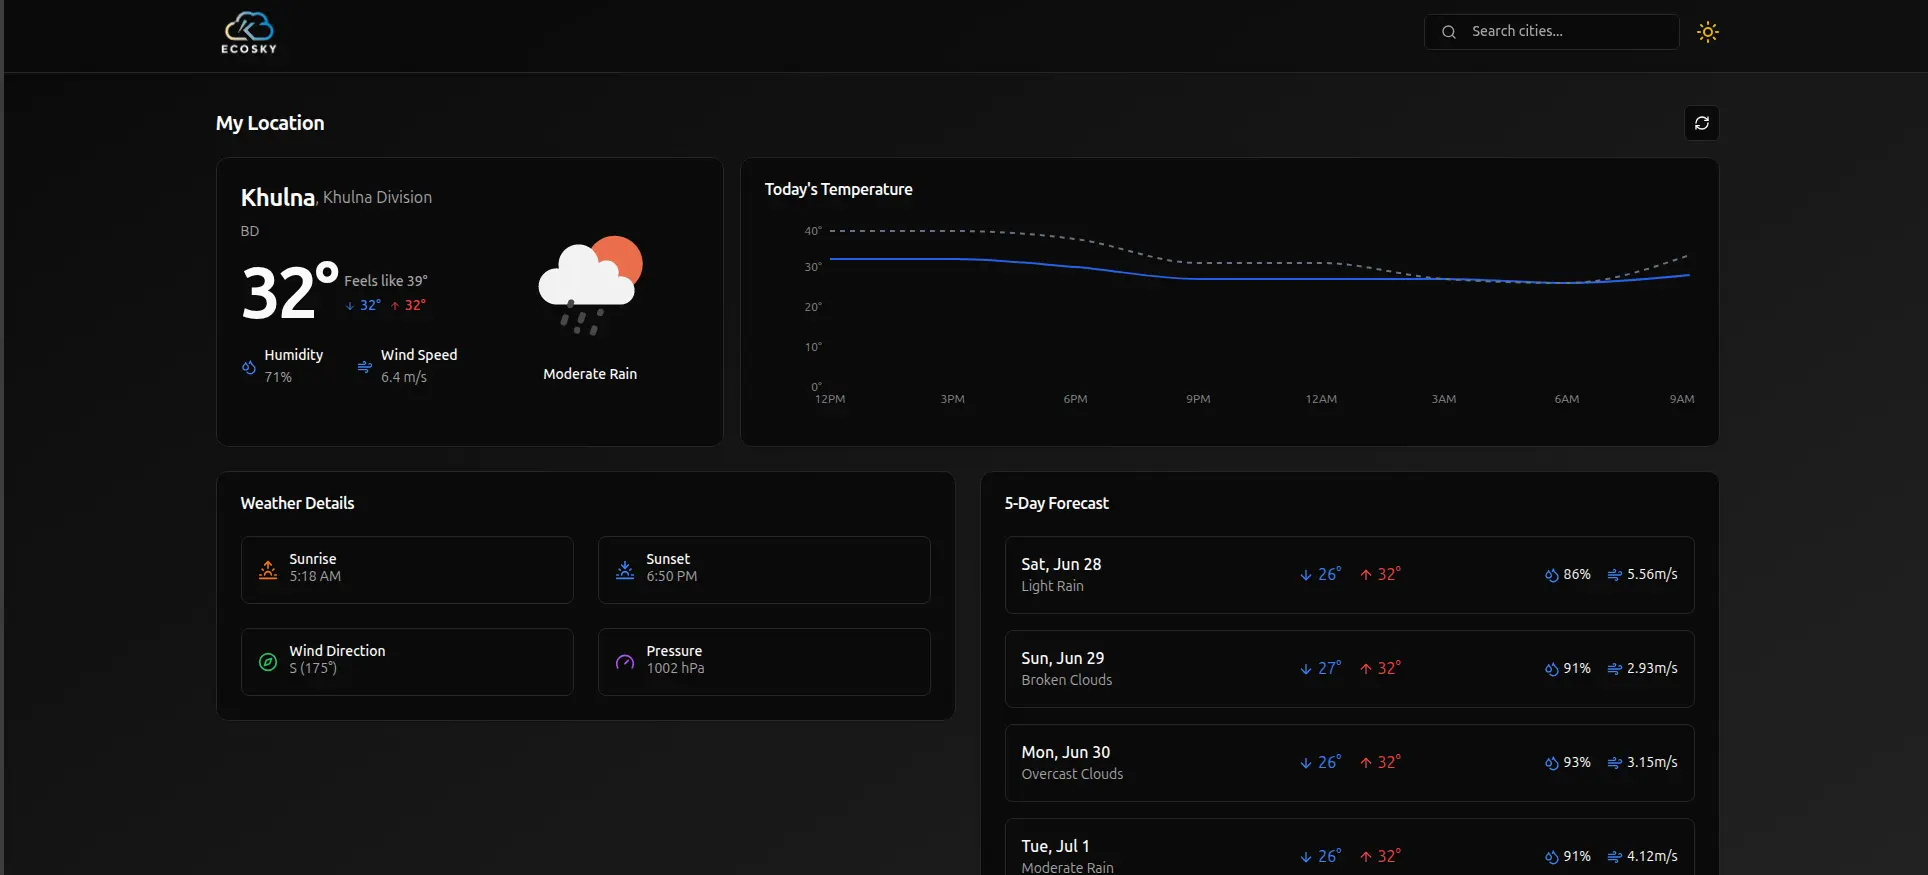 ECOSKY
Search cities...
My Location
Khulna, Khulna Division
BD
32°
Feels like 39°
↓ 32° ↑ 32°
Humidity
71%
Wind Speed
6.4 m/s
Moderate Rain
Today's Temperature
40°
30°
20°
10°
0°
12PM 3PM 6PM 9PM 12AM 3AM 6AM 9AM
Weather Details
Sunrise
5:18 AM
Sunset
6:50 PM
Wind Direction
S (175°)
Pressure
1002 hPa
5-Day Forecast
Sat, Jun 28
Light Rain
↓ 26° ↑ 32° 86% 5.56m/s
Sun, Jun 29
Broken Clouds
↓ 27° ↑ 32° 91% 2.93m/s
Mon, Jun 30
Overcast Clouds
↓ 26° ↑ 32° 93% 3.15m/s
Tue, Jul 1
Moderate Rain
↓ 26° ↑ 32° 91% 4.12m/s